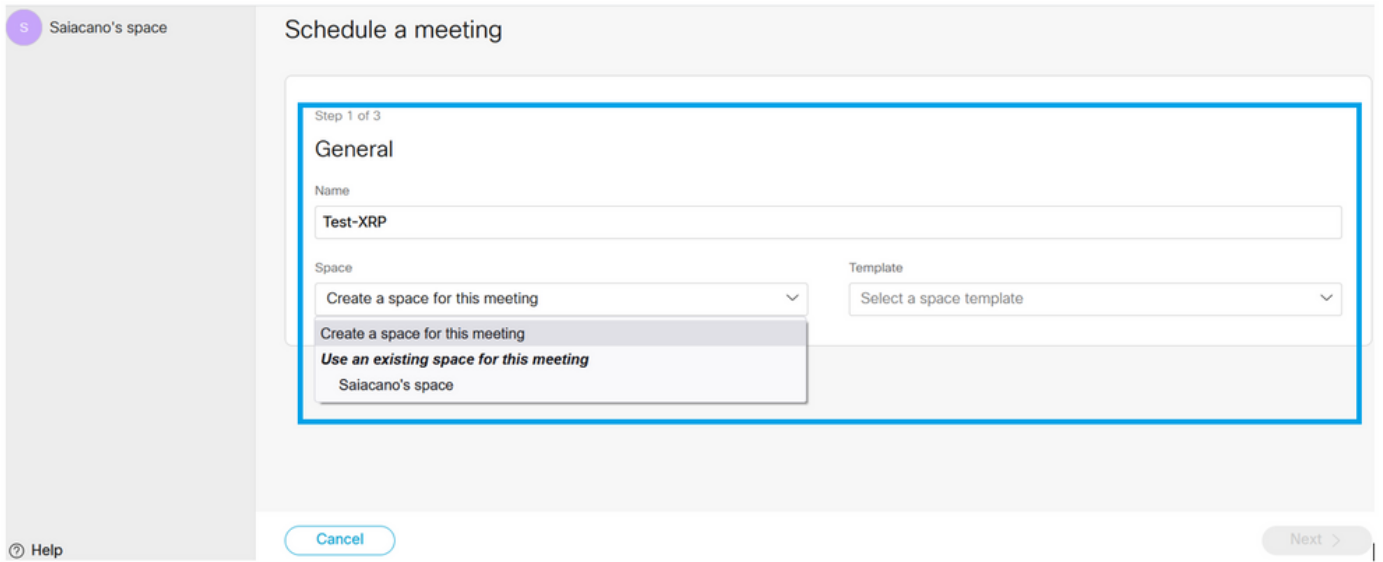 S Saiacano's space
Schedule a meeting
Step 1 of 3
General
Name
Test-XRP
Space
Template
Create a space for this meeting
Select a space template
Create a space for this meeting
Use an existing space for this meeting
Saiacano's space
Cancel
Next
Help